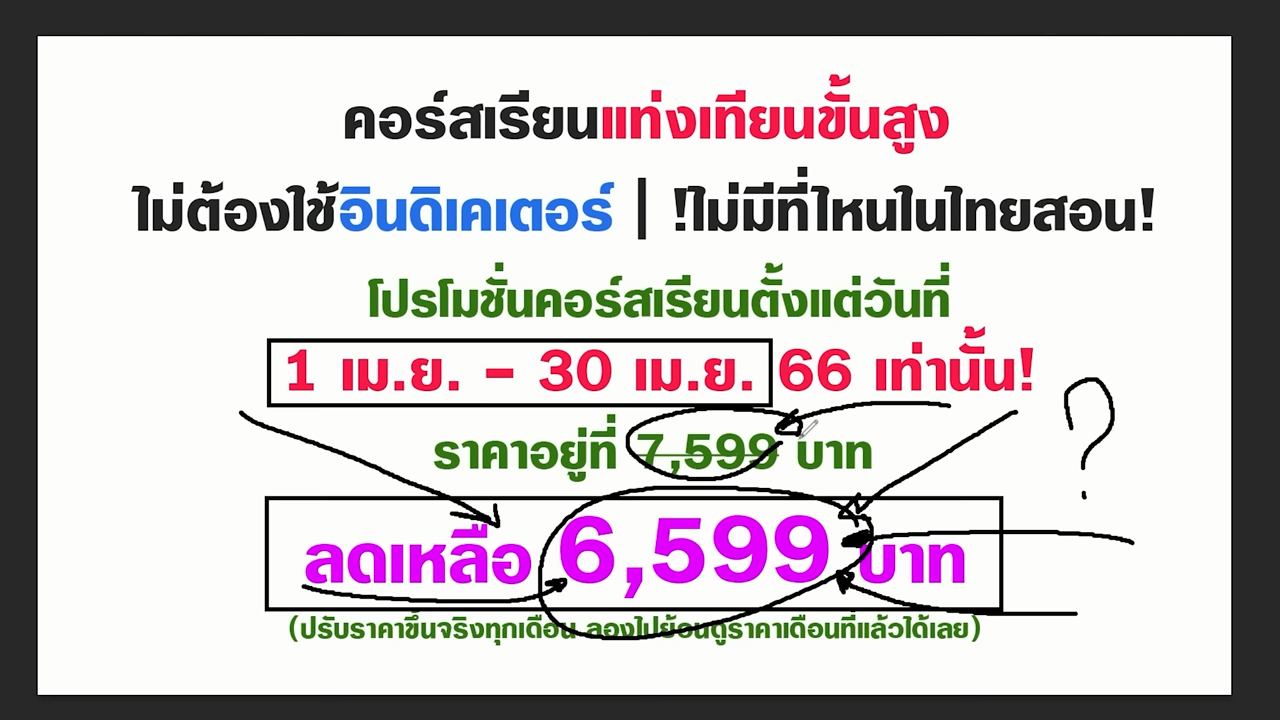 คอร์สเรียนแท่งเทียนขั้นสูง
ไม่ต้องใช้อินดิเคเตอร์ | !ไม่มีที่ไหนในไทยสอน!
โปรโมชั่นคอร์สเรียนตั้งแต่วันที่
1 เม.ย. - 30 เม.ย. 66 เท่านั้น!
ราคาอยู่ที่ 7,599 บาท
?
ลดเหลือ 6,599 บาท
(ปรับราคาขึ้นจริงทุกเดือน ลองไปย้อนดูราคาเดือนที่แล้วได้เลย)